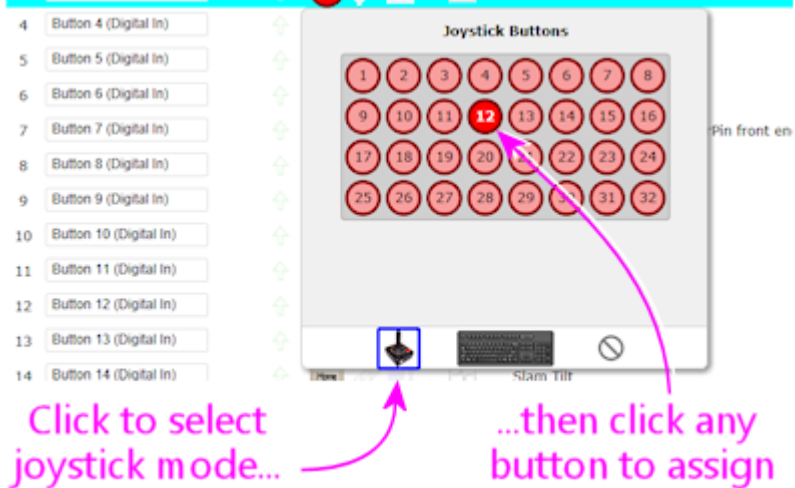 Joystick Buttons
4 Button 4 (Digital In)
5 Button 5 (Digital In)
6 Button 6 (Digital In)
7 Button 7 (Digital In)
8 Button 8 (Digital In)
9 Button 9 (Digital In)
10 Button 10 (Digital In)
11 Button 11 (Digital In)
12 Button 12 (Digital In)
13 Button 13 (Digital In)
14 Button 14 (Digital In)
1 2 3 4 5 6 7 8
9 10 11 12 13 14 15 16
17 18 19 20 21 22 23 24
25 26 27 28 29 30 31 32
Pin front en
Home
Slam Tilt
Click to select
joystick mode...
...then click any
button to assign